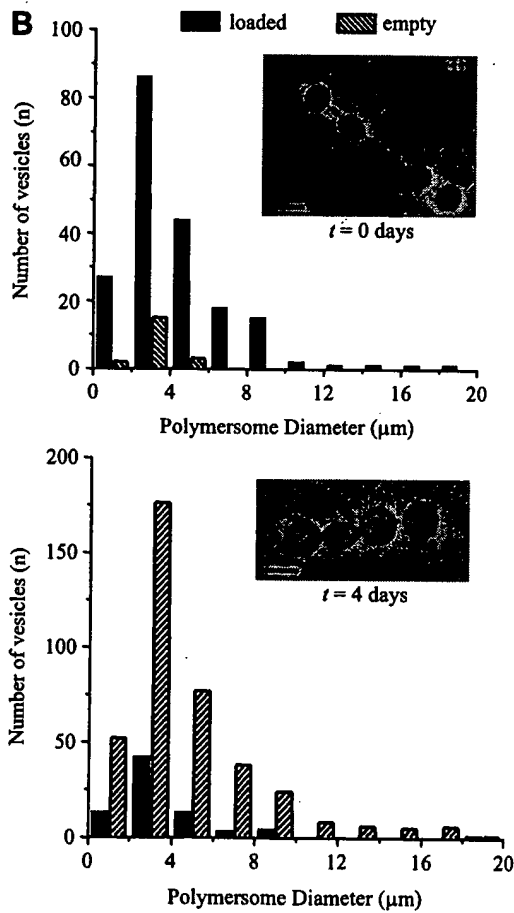 B
loaded
empty
Number of vesicles (n)
100
80
60
40
20
0
t = 0 days
0 4 8 12 16 20
Polymersome Diameter (μm)
Number of vesicles (n)
200
150
100
50
0
t = 4 days
0 4 8 12 16 20
Polymersome Diameter (μm)